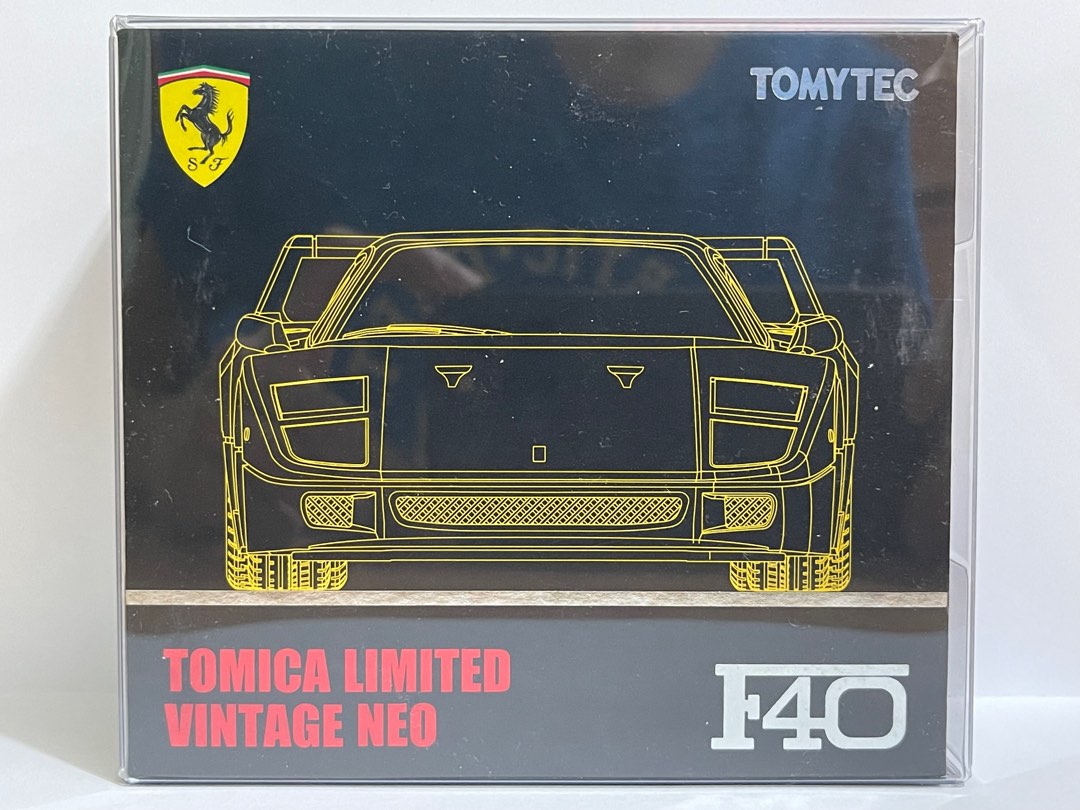 S F
TOMYTEC
TOMICA LIMITED
VINTAGE NEO
F40